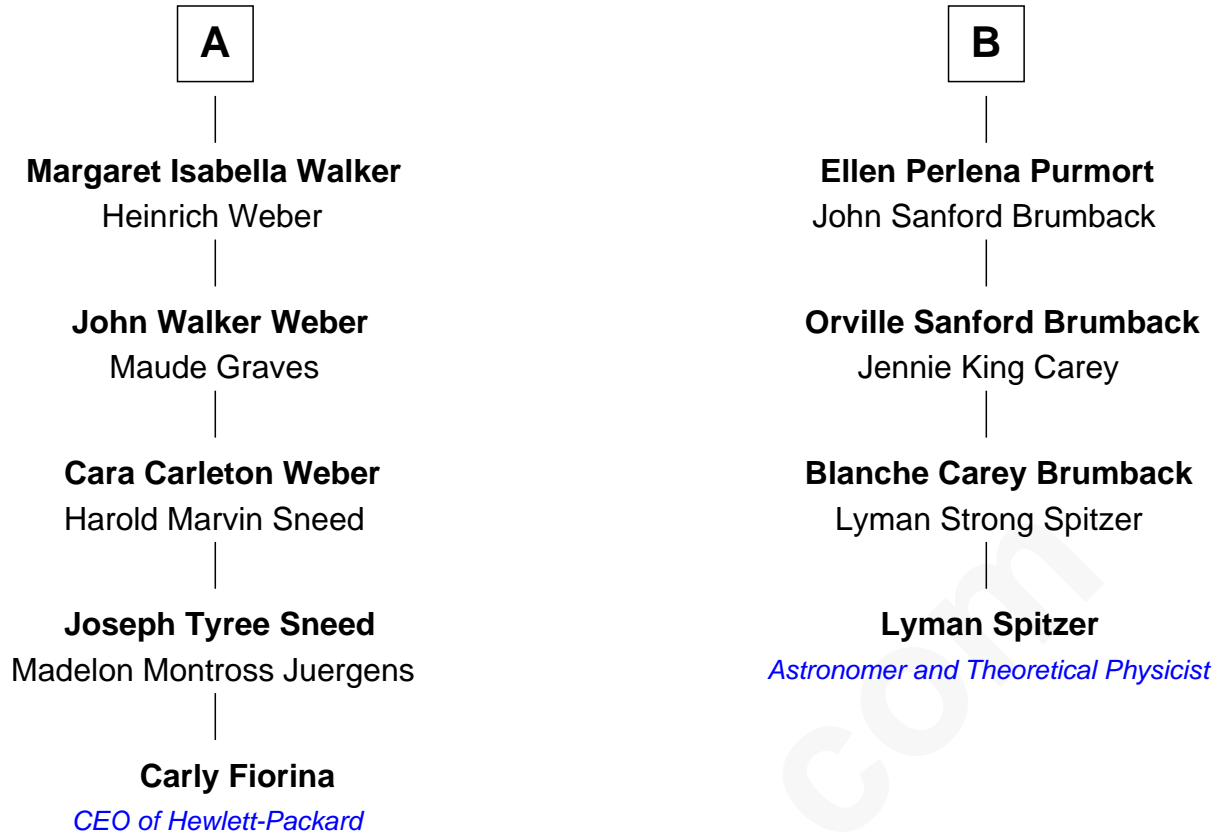 A
Margaret Isabella Walker
Heinrich Weber
John Walker Weber
Maude Graves
Cara Carleton Weber
Harold Marvin Sneed
Joseph Tyree Sneed
Madelon Montross Juergens
Carly Fiorina
CEO of Hewlett-Packard
B
Ellen Perlena Purmort
John Sanford Brumback
Orville Sanford Brumback
Jennie King Carey
Blanche Carey Brumback
Lyman Strong Spitzer
Lyman Spitzer
Astronomer and Theoretical Physicist
com